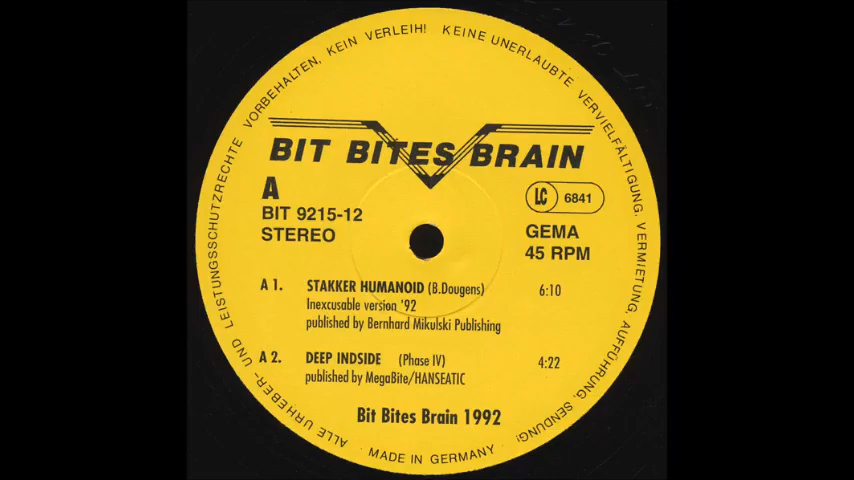 ALLE URHEBER- UND LEISTUNGSSCHUTZRECHTE VORBEHALTEN, KEIN VERLEIH! KEINE UNERLAUBTE VERVIELFÄLTIGUNG, VERMIETUNG, AUFFÜHRUNG, SENDUNG!
BIT BITES BRAIN
A
BIT 9215-12
STEREO
LC 6841
GEMA
45 RPM
A 1. STAKKER HUMANOID (B.Dougens) 6:10
Inexcusable version '92
published by Bernhard Mikulski Publishing
A 2. DEEP INDSIDE (Phase IV) 4:22
published by MegaBite/HANSEATIC
Bit Bites Brain 1992
MADE IN GERMANY